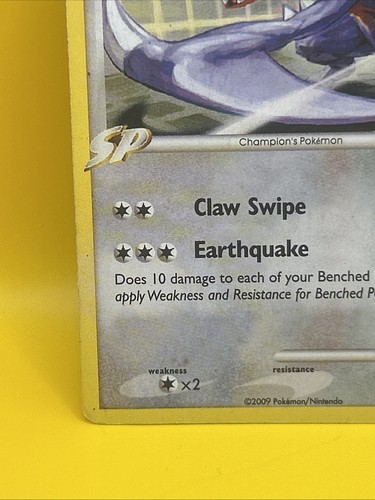 SP
Champion's Pokémon
Claw Swipe
Earthquake
Does 10 damage to each of your Benched
apply Weakness and Resistance for Benched
weakness
resistance
×2
©2009 Pokémon/Nintendo